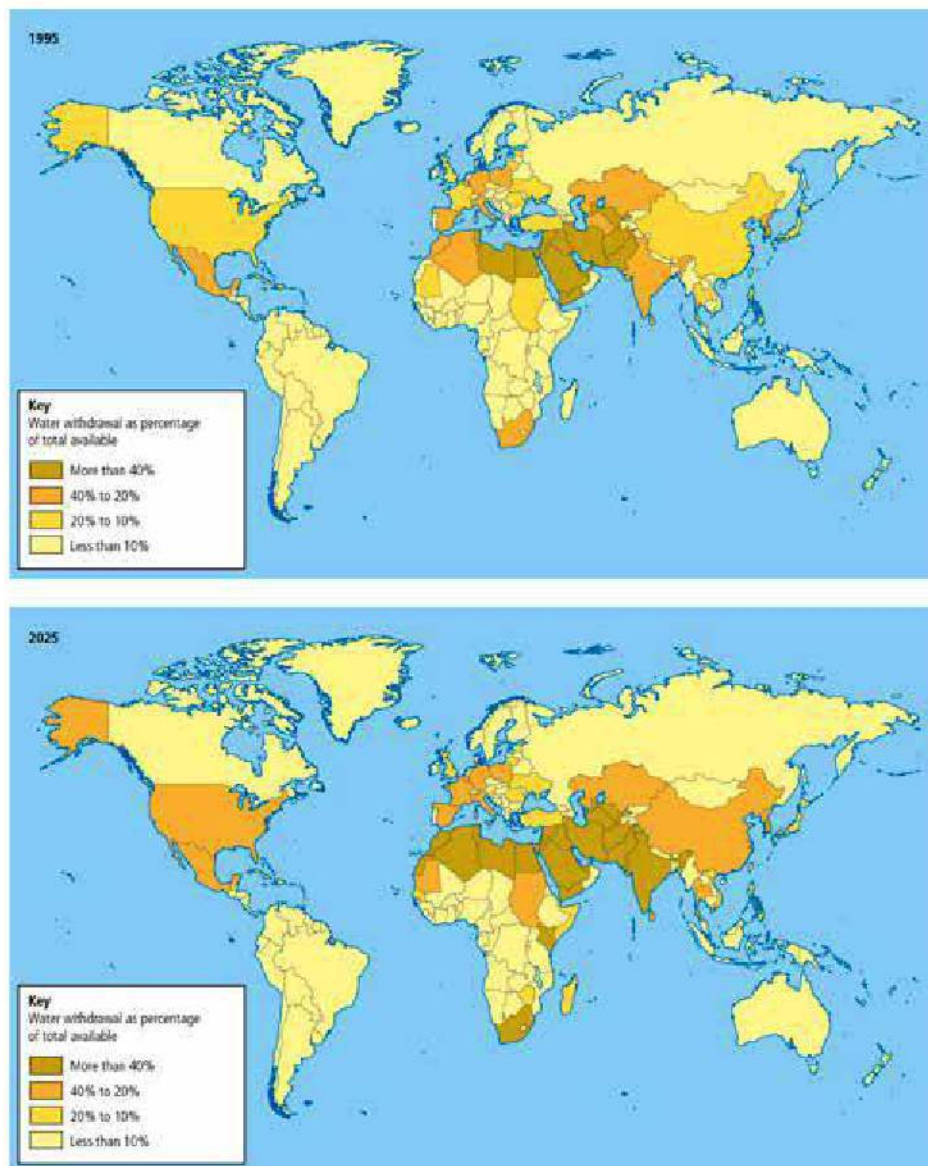 1995
Key
Water withdrawal as percentage
of total available
More than 40%
40% to 20%
20% to 10%
Less than 10%
2025
Key
Water withdrawal as percentage
of total available
More than 40%
40% to 20%
20% to 10%
Less than 10%